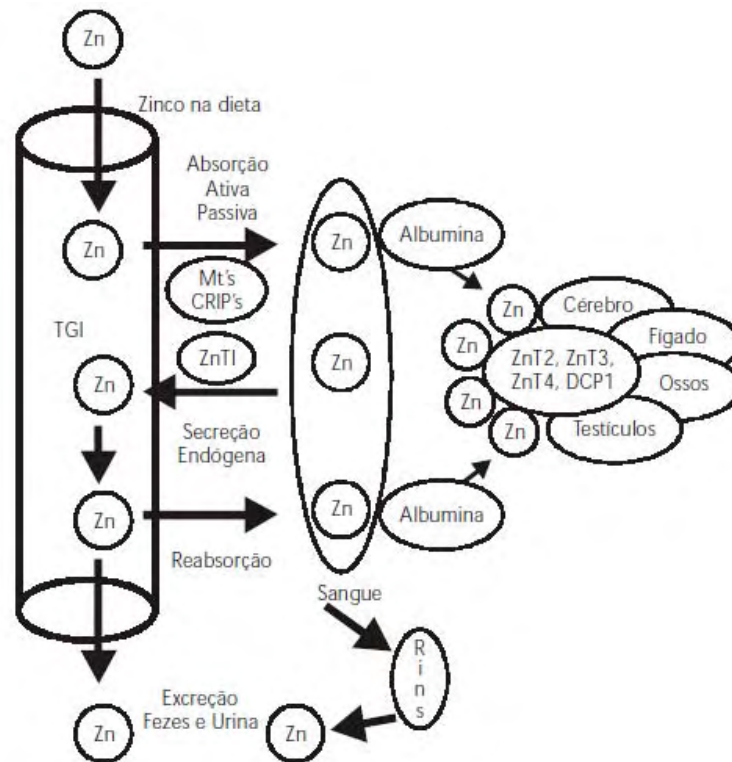 Zn
Zinco na dieta
Absorção
Ativa
Passiva
Zn
Zn
Albumina
Mt's
CRIP's
Zn
Cérebro
TGI
ZnTI
Zn
Zn
Fígado
ZnT2, ZnT3,
ZnT4, DCP1
Ossos
Zn
Zn
Zn
Testículos
Secreção
Endógena
Zn
Zn
Albumina
Reabsorção
Sangue
Rins
Excreção
Fezes e Urina
Zn
Zn